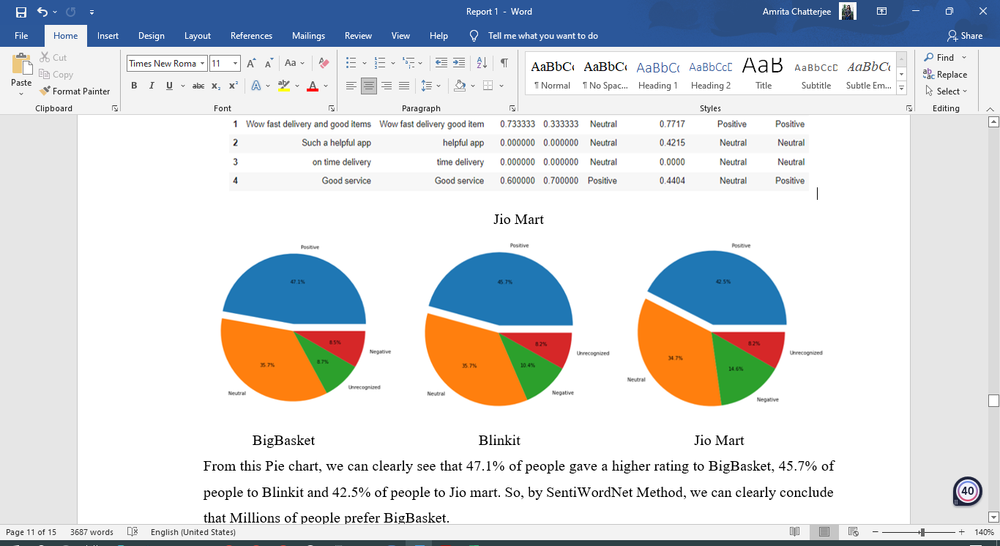 Report 1 - Word
Amrita Chatterjee
File Home Insert Design Layout References Mailings Review View Help Tell me what you want to do Share
Paste
Cut
Copy
Format Painter
Clipboard
Times New Roma 11
Font
Paragraph
AaBbCc AaBbCc AaBbCc AaBbCcD AaB AaBbCcD AaBbCc
¶ Normal ¶ No Spac... Heading 1 Heading 2 Title Subtitle Subtle Em...
Styles
Find
Replace
Select
Editing
1 Wow fast delivery and good items Wow fast delivery good item 0.733333 0.333333 Neutral 0.7717 Positive Positive
2 Such a helpful app helpful app 0.000000 0.000000 Neutral 0.4215 Neutral Neutral
3 on time delivery time delivery 0.000000 0.000000 Neutral 0.0000 Neutral Neutral
4 Good service Good service 0.600000 0.700000 Positive 0.4404 Neutral Positive
Jio Mart
Positive
47.1%
8.5%
Negative
8.7%
Unrecognized
35.7%
Neutral
Positive
45.7%
8.2%
Unrecognized
10.4%
Negative
35.7%
Neutral
Positive
42.5%
8.2%
Unrecognized
14.6%
Negative
34.7%
Neutral
BigBasket Blinkit Jio Mart
From this Pie chart, we can clearly see that 47.1% of people gave a higher rating to BigBasket, 45.7% of
people to Blinkit and 42.5% of people to Jio mart. So, by SentiWordNet Method, we can clearly conclude
that Millions of people prefer BigBasket.
40
Page 11 of 15 3687 words English (United States) 140%